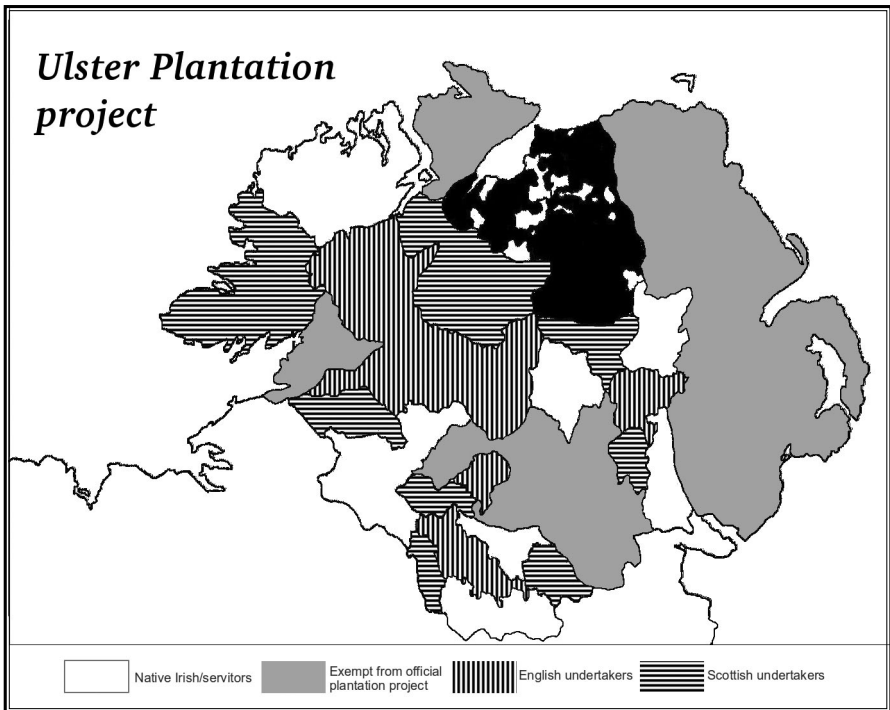 Ulster Plantation
project
Native Irish/servitors
Exempt from official
plantation project
English undertakers
Scottish undertakers